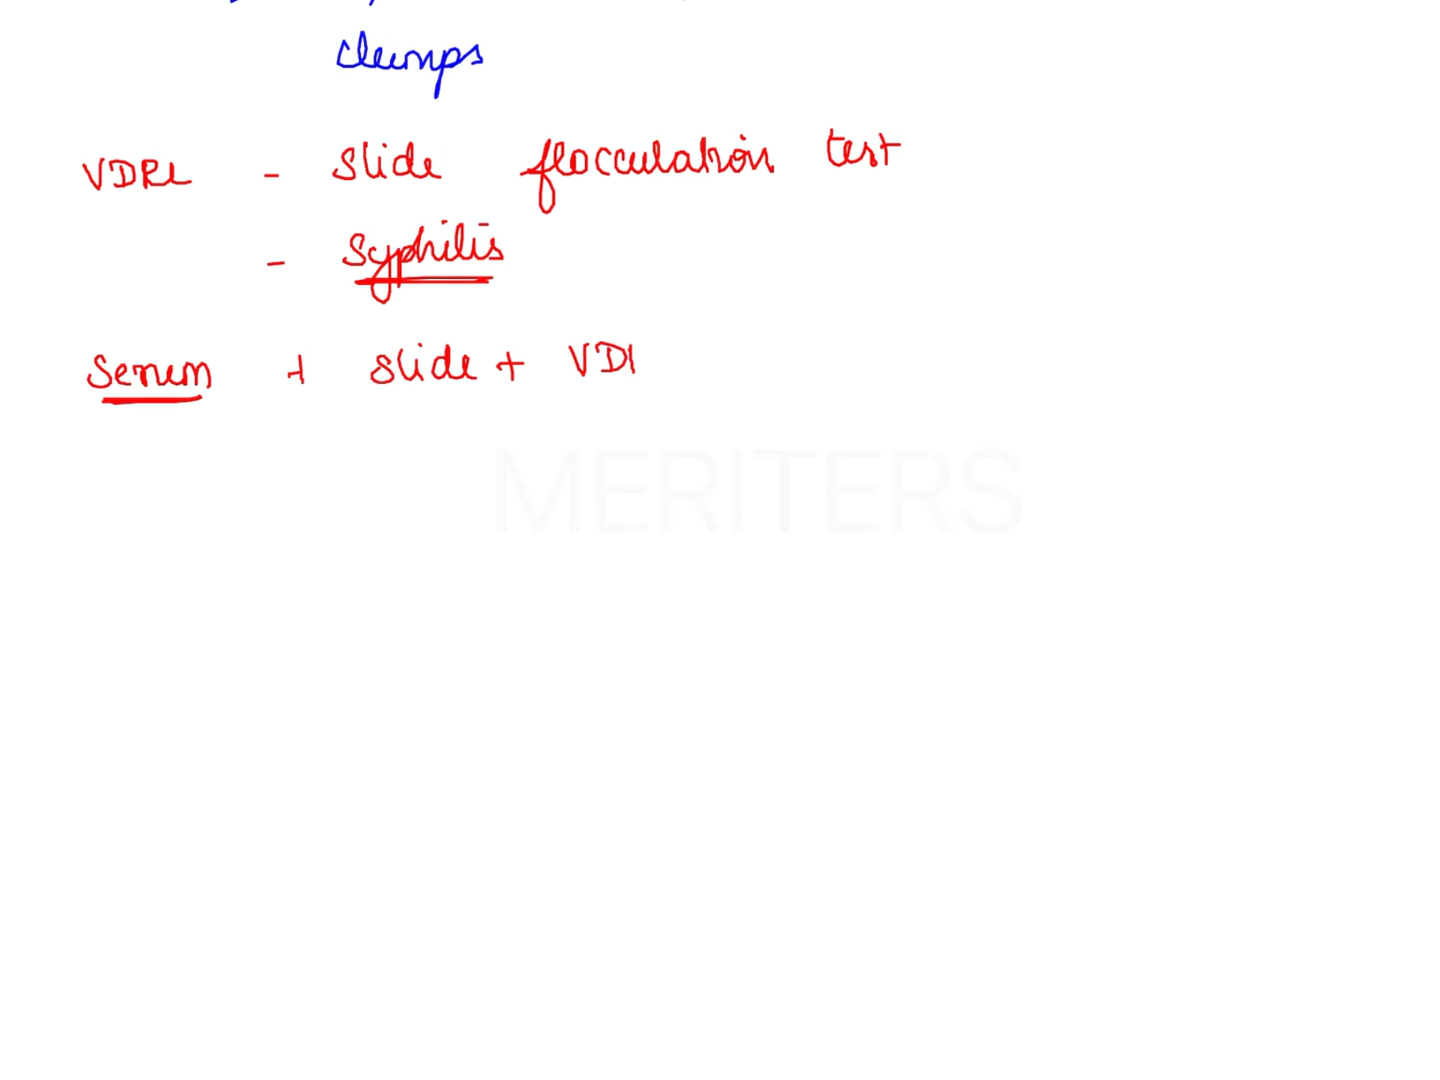 clumps
VDRL - slide flocculation test
- Syphilis
Serum + slide + VDI
MERITERS